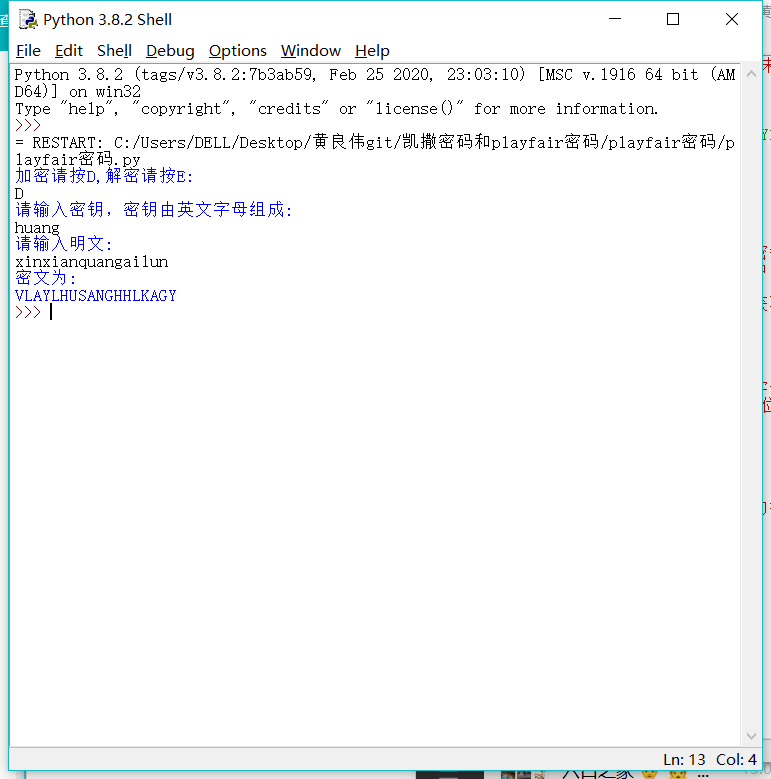 Python 3.8.2 Shell
File Edit Shell Debug Options Window Help
Python 3.8.2 (tags/v3.8.2:7b3ab59, Feb 25 2020, 23:03:10) [MSC v.1916 64 bit (AM
D64)] on win32
Type "help", "copyright", "credits" or "license()" for more information.
>>>
= RESTART: C:/Users/DELL/Desktop/黄良伟git/凯撒密码和playfair密码/playfair密码/p
layfair密码.py
加密请按D,解密请按E:
D
请输入密钥，密钥由英文字母组成:
huang
请输入明文:
xinxianquangailun
密文为:
VLAYLHUSANGHHLKAGY
>>>
Ln: 13 Col: 4